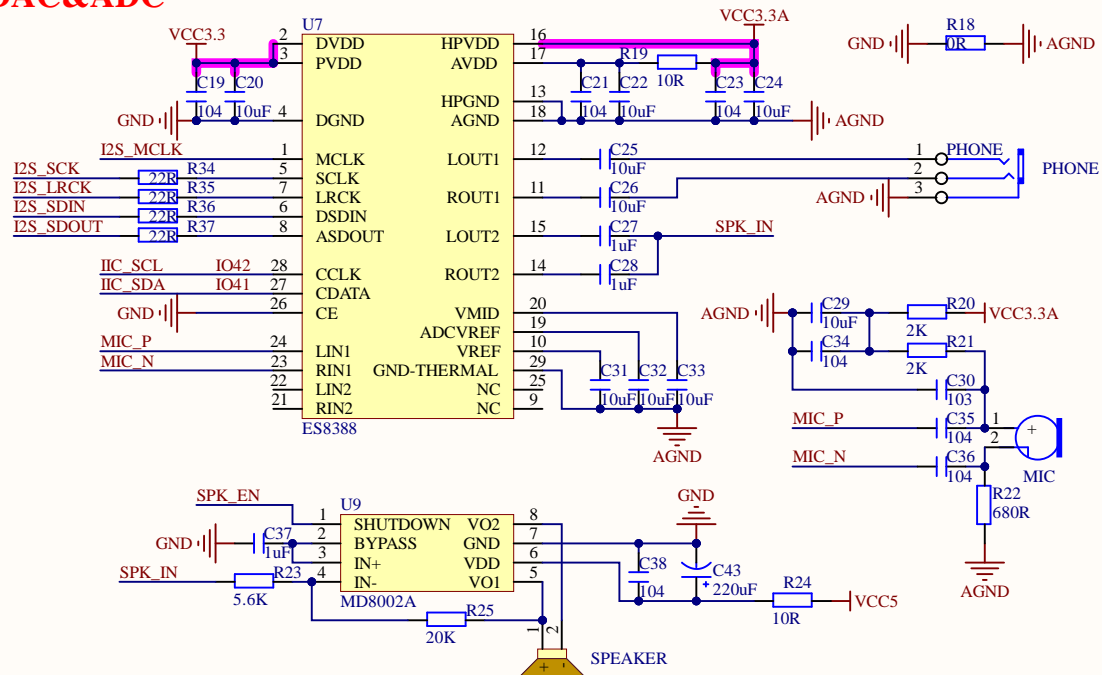 DAC&ADC
U7
VCC3.3
VCC3.3A
R18
0R
GND
AGND
2 DVDD HPVDD 16
3 PVDD AVDD 17
R19
10R
C19
104
C20
10uF
C21
104
C22
10uF
C23
104
C24
10uF
HPGND 13
GND 4 DGND AGND 18 AGND
I2S_MCLK 1 MCLK LOUT1 12 C25 10uF
I2S_SCK R34 22R 5 SCLK
I2S_LRCK R35 22R 7 LRCK ROUT1 11 C26 10uF
I2S_SDIN R36 22R 6 DSDIN
I2S_SDOUT R37 22R 8 ASDOUT LOUT2 15 C27 1uF SPK_IN
1 PHONE
2
AGND 3
PHONE
IIC_SCL IO42 28 CCLK ROUT2 14 C28 1uF
IIC_SDA IO41 27 CDATA
GND 26 CE VMID 20
ADCVREF 19
MIC_P 24 LIN1 VREF 10
MIC_N 23 RIN1 GND-THERMAL 29
22 LIN2 NC 25
21 RIN2 NC 9
ES8388
C31
10uF
C32
10uF
C33
10uF
AGND
AGND C29 10uF R20 2K VCC3.3A
C34 104 R21 2K
C30
103
MIC_P C35 104 1
2
+
MIC_N C36 104
MIC
R22
680R
AGND
SPK_EN
U9
1 SHUTDOWN VO2 8
GND C37 1uF 2 BYPASS GND 7
3 IN+ VDD 6
SPK_IN R23 5.6K 4 IN- VO1 5
MD8002A
R25
20K
GND
C38
104
C43
+
220uF
R24
10R
VCC5
1
2
+ -
SPEAKER